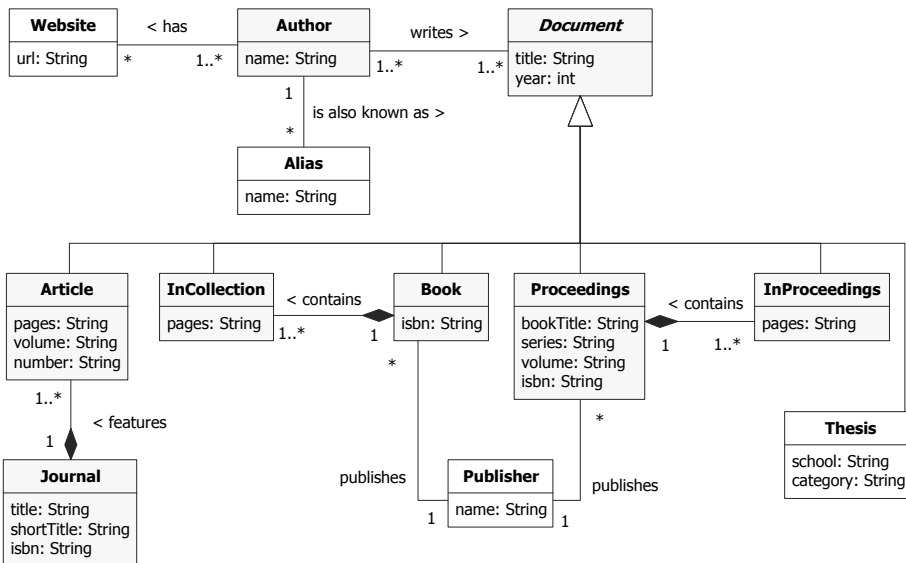 Website
url: String
< has
*
1..*
Author
name: String
writes >
1..*
1..*
Document
title: String
year: int
1
is also known as >
*
Alias
name: String
Article
pages: String
volume: String
number: String
InCollection
pages: String
< contains
1..*
1
Book
isbn: String
Proceedings
bookTitle: String
series: String
volume: String
isbn: String
< contains
1
1..*
InProceedings
pages: String
1..*
< features
1
Journal
title: String
shortTitle: String
isbn: String
*
publishes
1
Publisher
name: String
*
publishes
1
Thesis
school: String
category: String